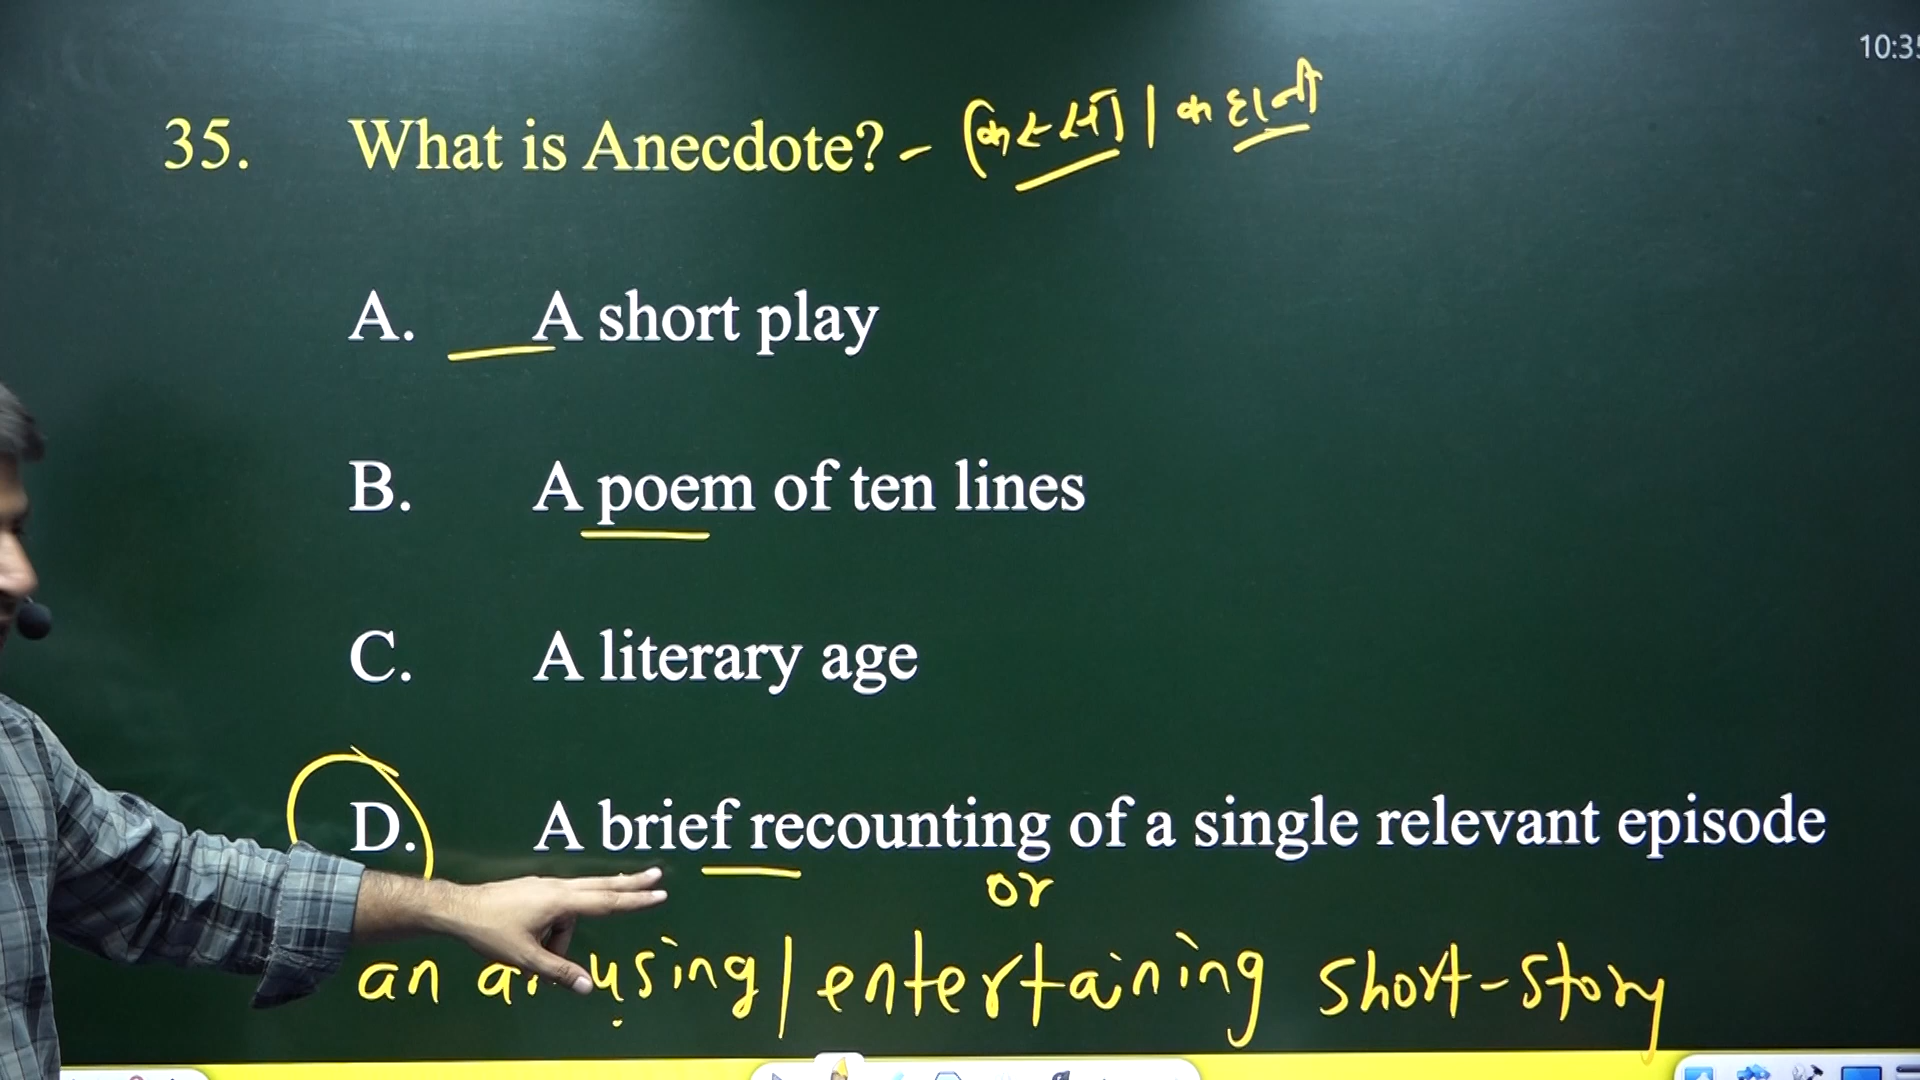 10:35
35. What is Anecdote? - किस्सा | कहानी
A. A short play
B. A poem of ten lines
C. A literary age
D. A brief recounting of a single relevant episode
or
an amusing/entertaining short-story